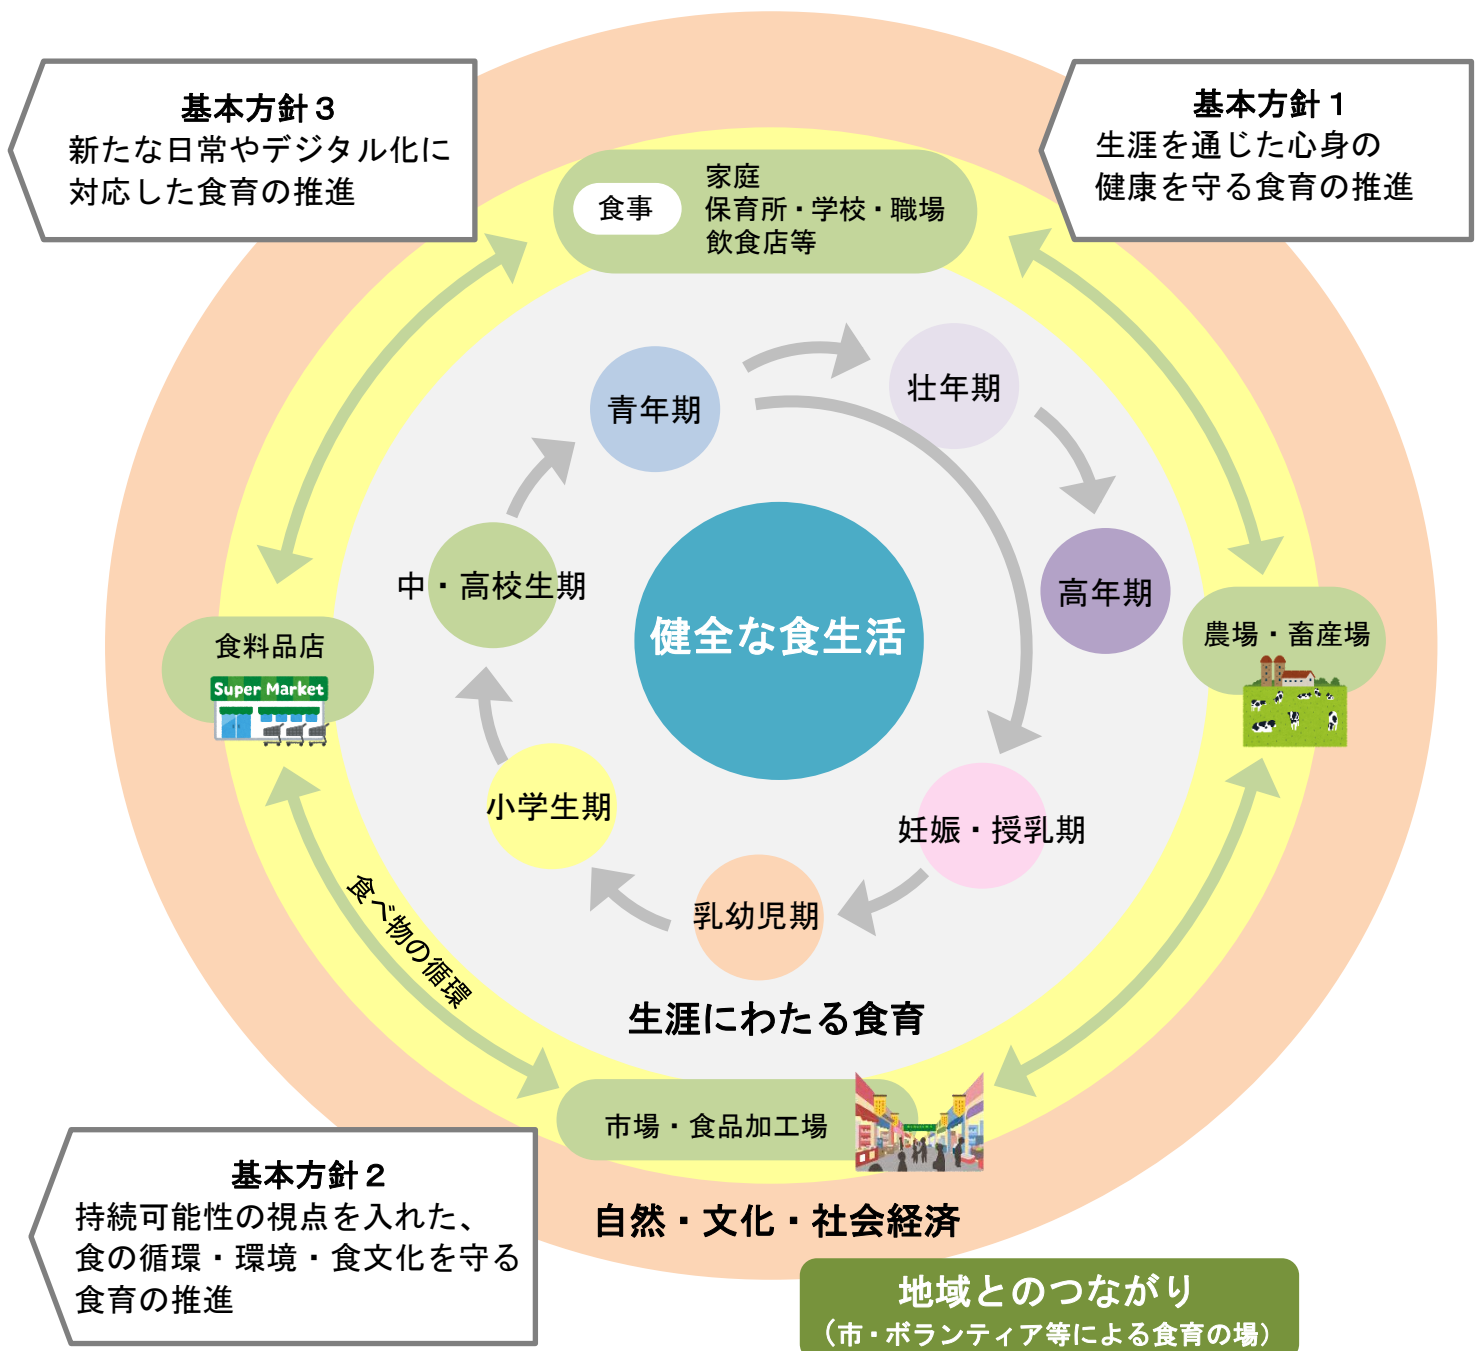 基本方針３
新たな日常やデジタル化に
対応した食育の推進
基本方針１
生涯を通じた心身の
健康を守る食育の推進
食事
家庭
保育所・学校・職場
飲食店等
青年期
壮年期
中・高校生期
高年期
健全な食生活
食料品店
Super Market
農場・畜産場
小学生期
妊娠・授乳期
乳幼児期
食べ物の循環
生涯にわたる食育
市場・食品加工場
自然・文化・社会経済
基本方針２
持続可能性の視点を入れた、
食の循環・環境・食文化を守る
食育の推進
地域とのつながり
（市・ボランティア等による食育の場）